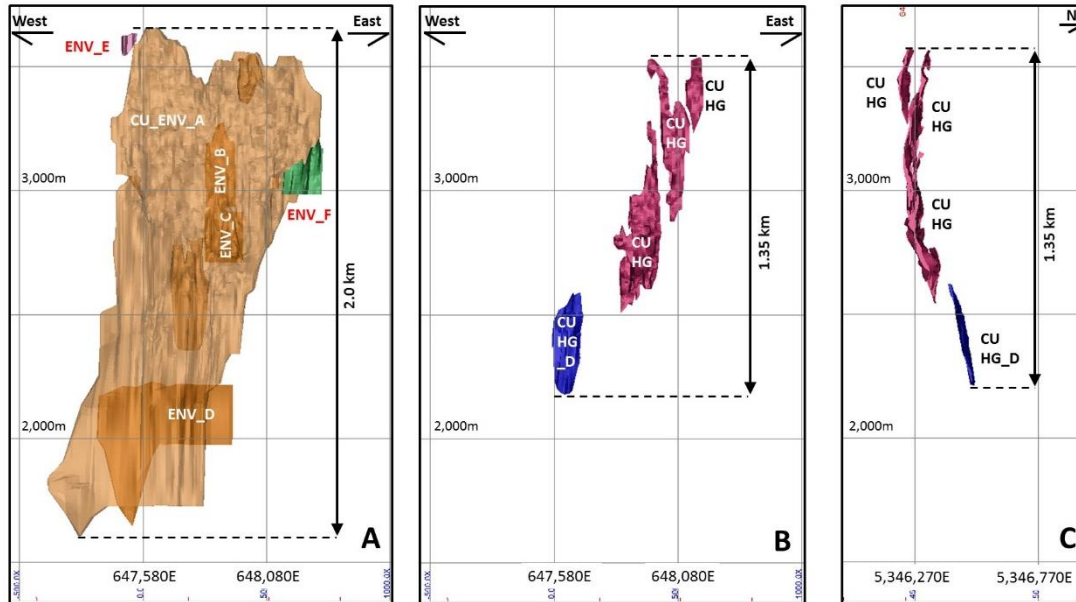 West
East
ENV_E
CU_ENV_A
ENV_B
ENV_C
3,000m
ENV_F
2.0 km
2,000m
ENV_D
A
647,580E
648,080E
West
East
CU
HG
CU
HG
3,000m
CU
HG
1.35 km
CU
HG
_D
2,000m
B
647,580E
648,080E
N
CU
HG
CU
HG
3,000m
CU
HG
1.35 km
CU
HG_D
2,000m
C
5,346,270E
5,346,770E